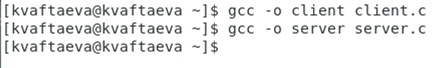 [kvaftaeva@kvaftaeva ~]$ gcc -o client client.c
[kvaftaeva@kvaftaeva ~]$ gcc -o server server.c
[kvaftaeva@kvaftaeva ~]$